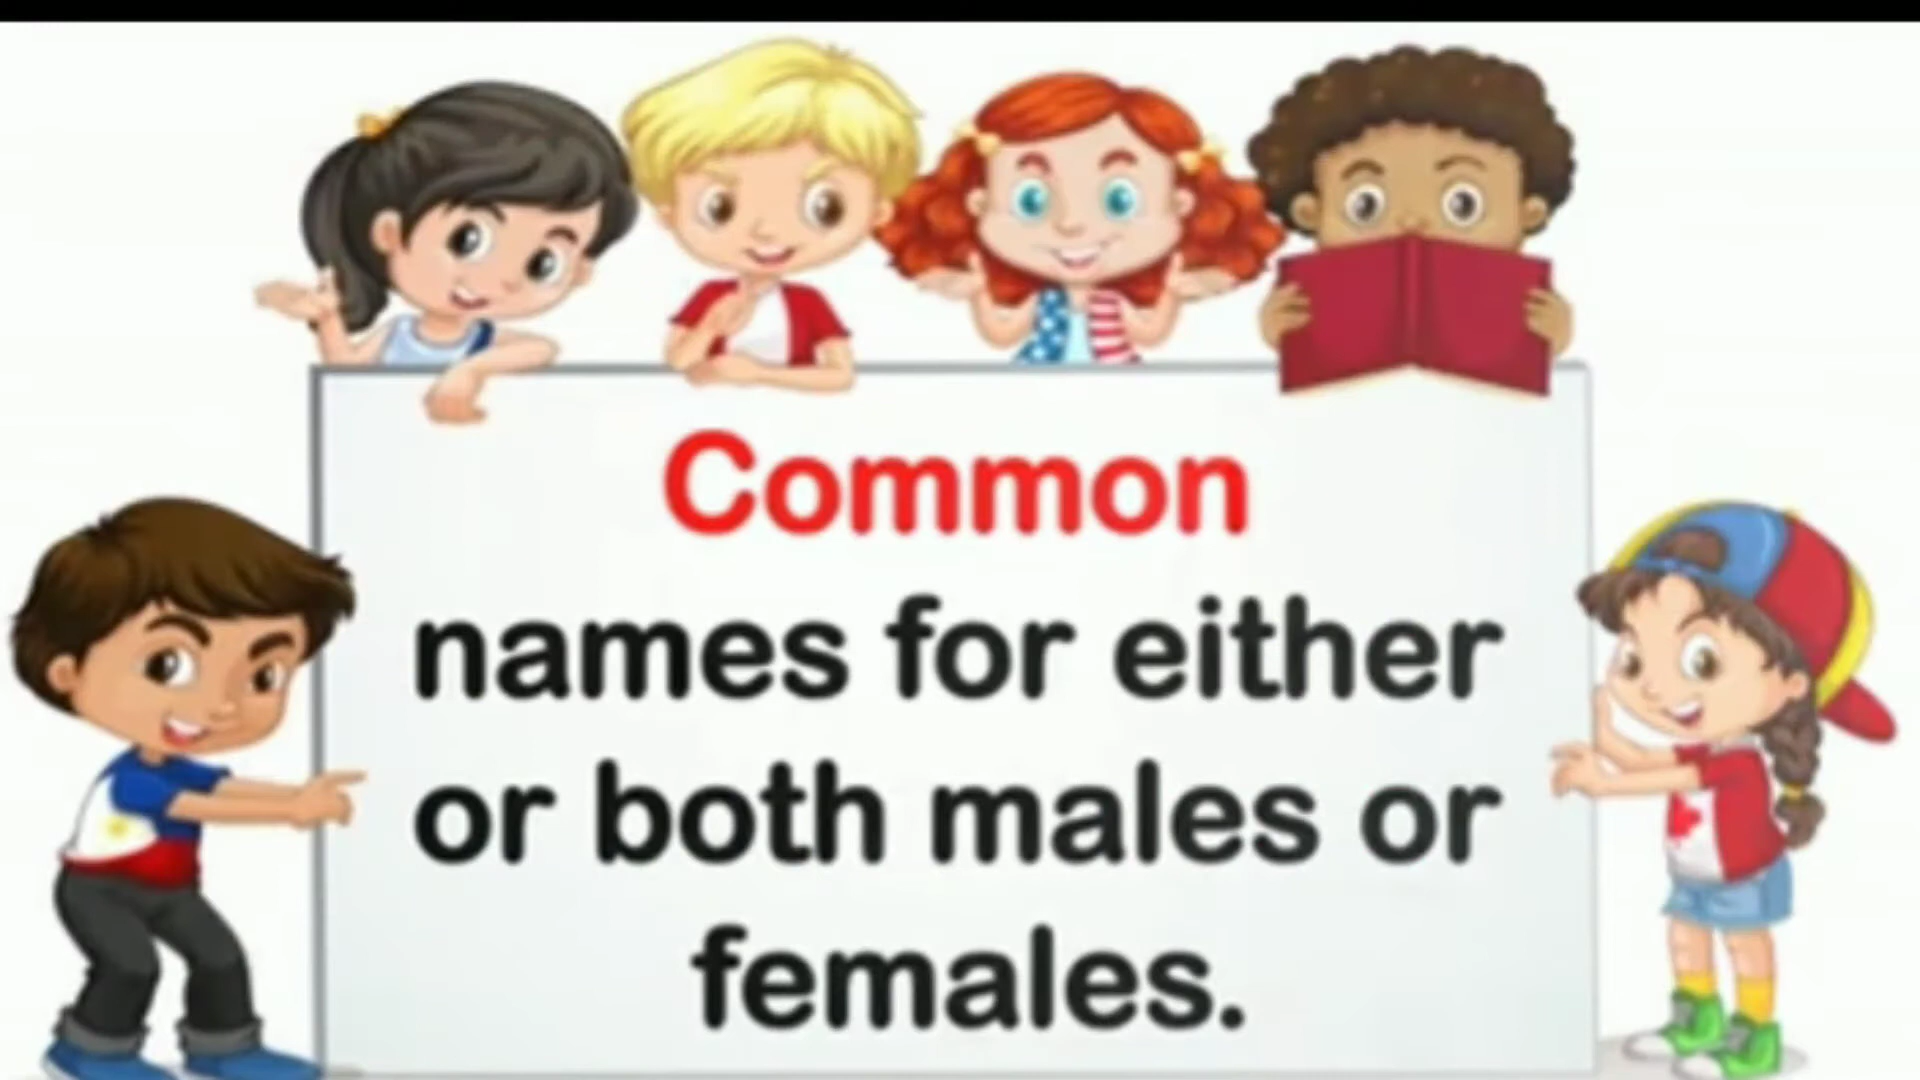 Common
names for either
or both males or
females.